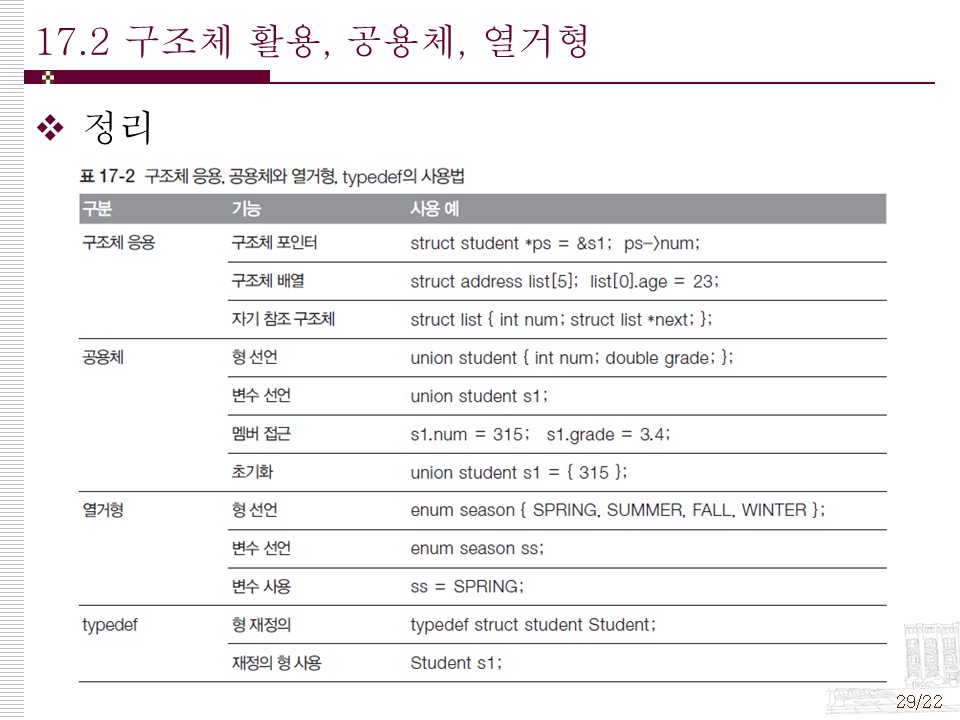 17.2 구조체 활용, 공용체, 열거형
정리
표 17-2 구조체 응용, 공용체와 열거형, typedef의 사용법
구분 기능 사용 예
구조체 응용 구조체 포인터 struct student *ps = &s1; ps->num;
구조체 배열 struct address list[5]; list[0].age = 23;
자기 참조 구조체 struct list { int num; struct list *next; };
공용체 형 선언 union student { int num; double grade; };
변수 선언 union student s1;
멤버 접근 s1.num = 315; s1.grade = 3.4;
초기화 union student s1 = { 315 };
열거형 형 선언 enum season { SPRING, SUMMER, FALL, WINTER };
변수 선언 enum season ss;
변수 사용 ss = SPRING;
typedef 형 재정의 typedef struct student Student;
재정의 형 사용 Student s1;
29/22